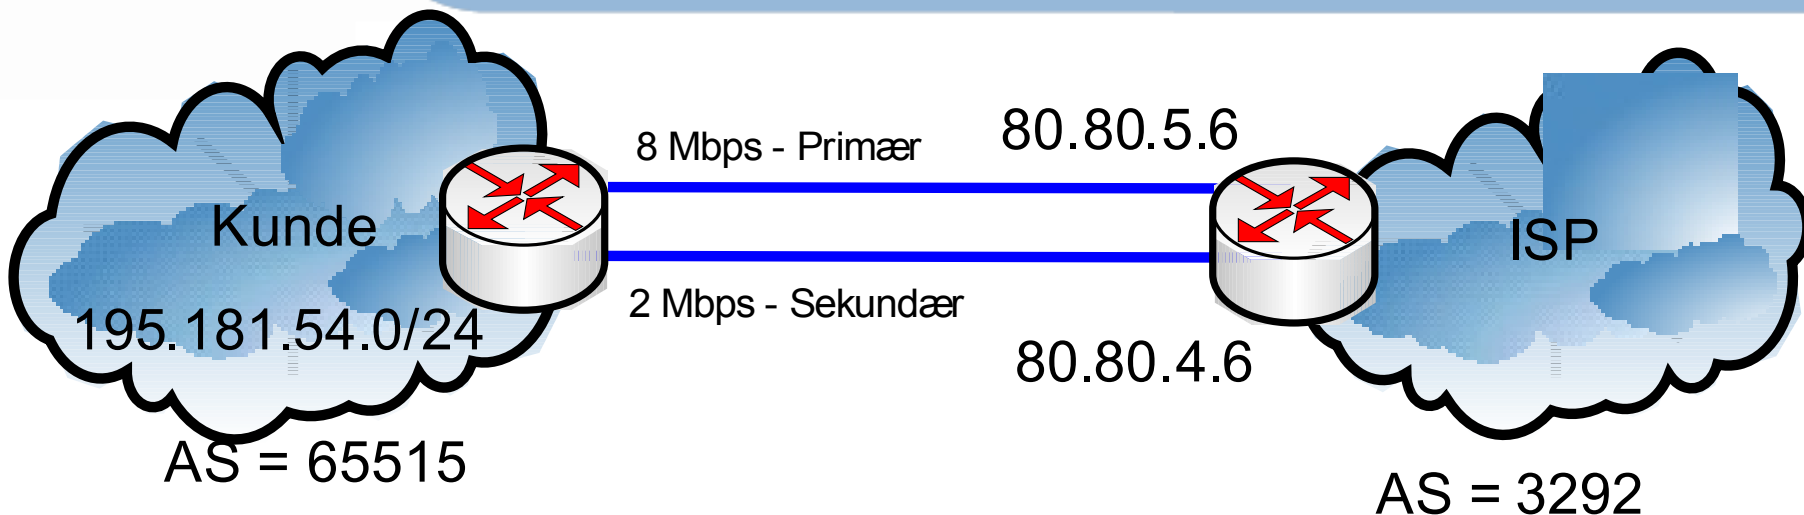 80.80.5.6
8 Mbps - Primær
Kunde
ISP
2 Mbps - Sekundær
195.181.54.0/24
80.80.4.6
AS = 65515
AS = 3292